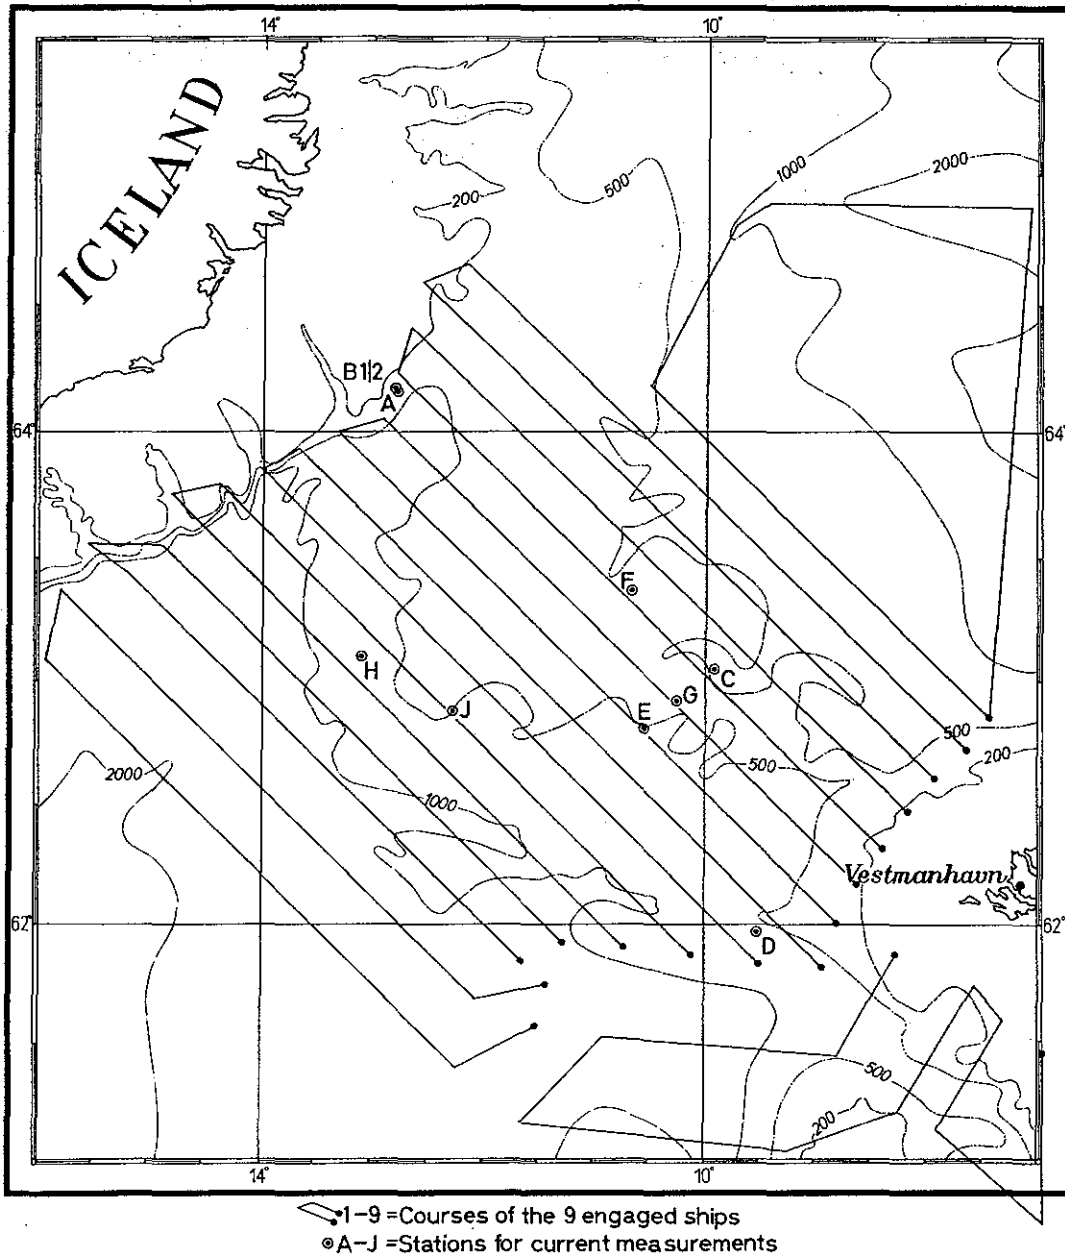 14° 10°
ICELAND
1000
2000
500
200
B1|2
A
64° 64°
F
H
C
G
J
E
500
200
2000
500
1000
Vestmanhavn
62° 62°
D
500
200
14° 10°
1-9 = Courses of the 9 engaged ships
A-J = Stations for current measurements